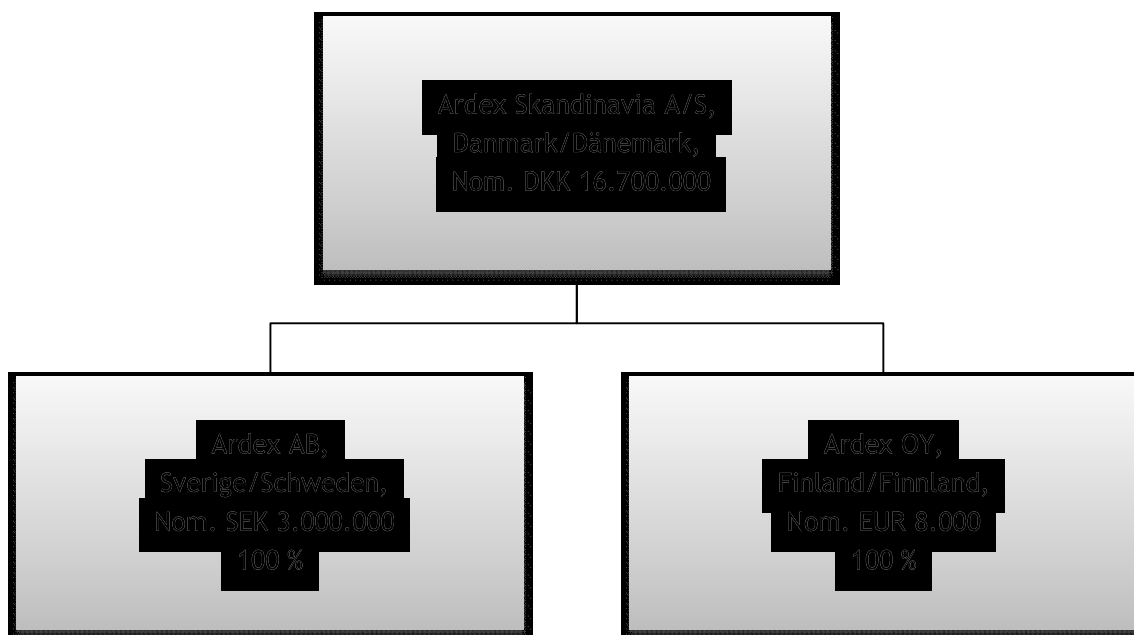 Ardex Skandinavia A/S,
Danmark/Dänemark,
Nom. DKK 16.700.000
Ardex AB,
Sverige/Schweden,
Nom. SEK 3.000.000
100 %
Ardex OY,
Finland/Finnland,
Nom. EUR 8.000
100 %